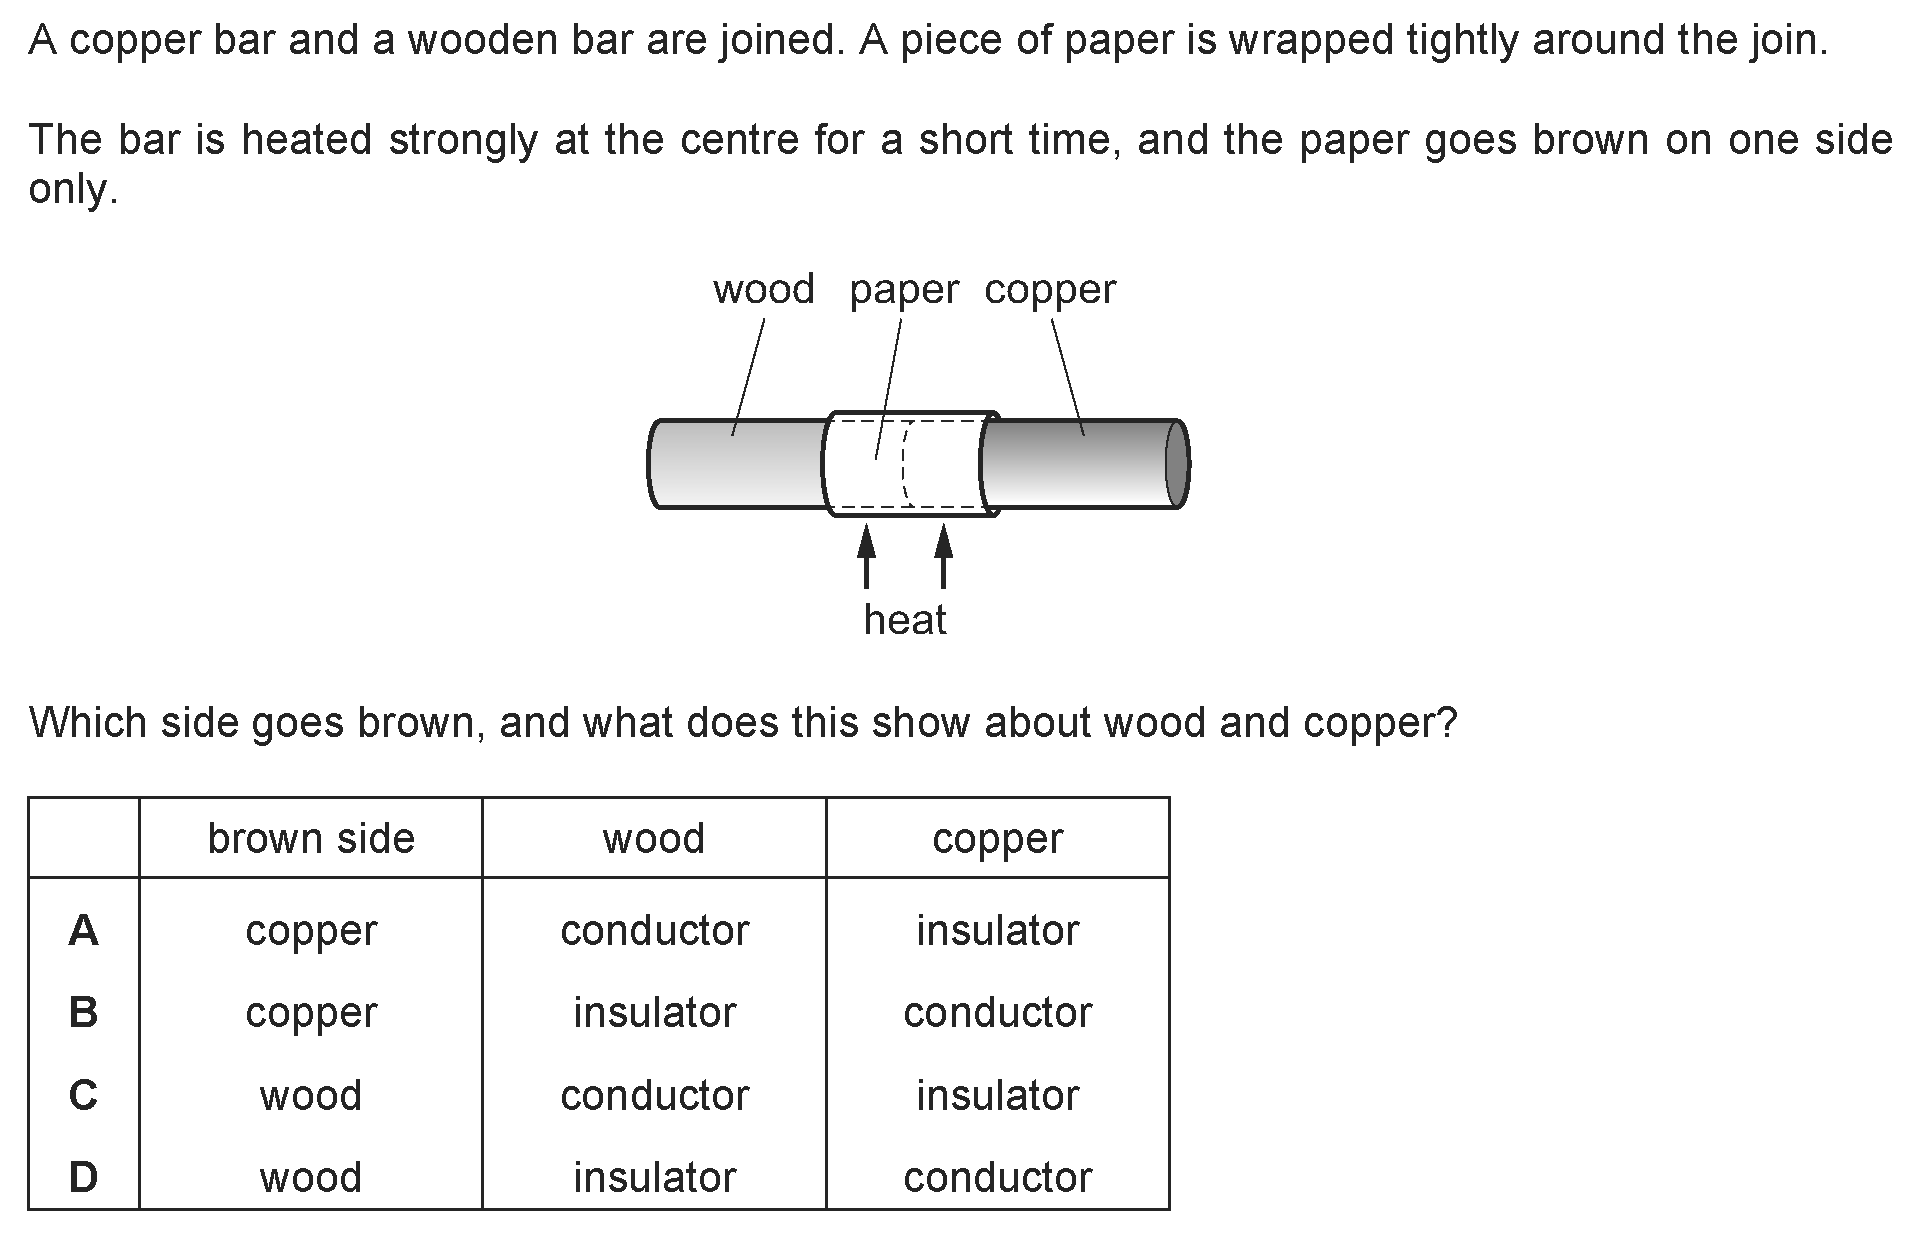 A copper bar and a wooden bar are joined. A piece of paper is wrapped tightly around the join.
The bar is heated strongly at the centre for a short time, and the paper goes brown on one side
only.
wood paper copper
heat
Which side goes brown, and what does this show about wood and copper?
brown side wood copper
A copper conductor insulator
B copper insulator conductor
C wood conductor insulator
D wood insulator conductor